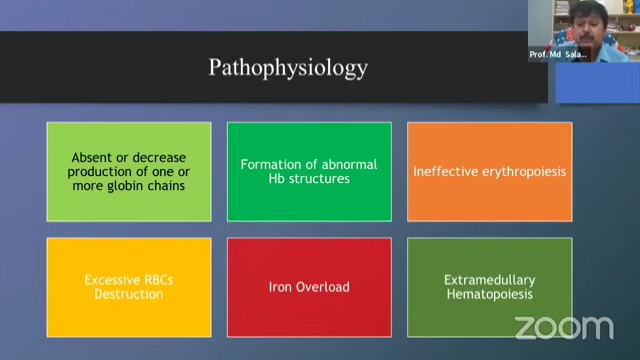 Prof. Md Sala...
Pathophysiology
Absent or decrease
production of one or
more globin chains
Formation of abnormal
Hb structures
Ineffective erythropoiesis
Excessive RBCs
Destruction
Iron Overload
Extramedullary
Hematopoiesis
zoom